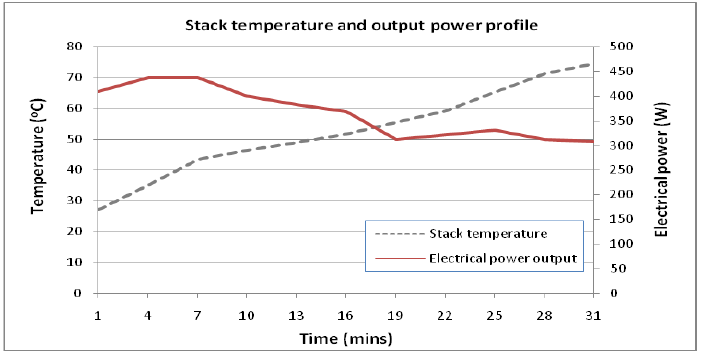 Stack temperature and output power profile
80
70
60
50
40
30
20
10
0
Temperature (ºC)
500
450
400
350
300
250
200
150
100
50
0
Electrical power (W)
Stack temperature
Electrical power output
1 4 7 10 13 16 19 22 25 28 31
Time (mins)